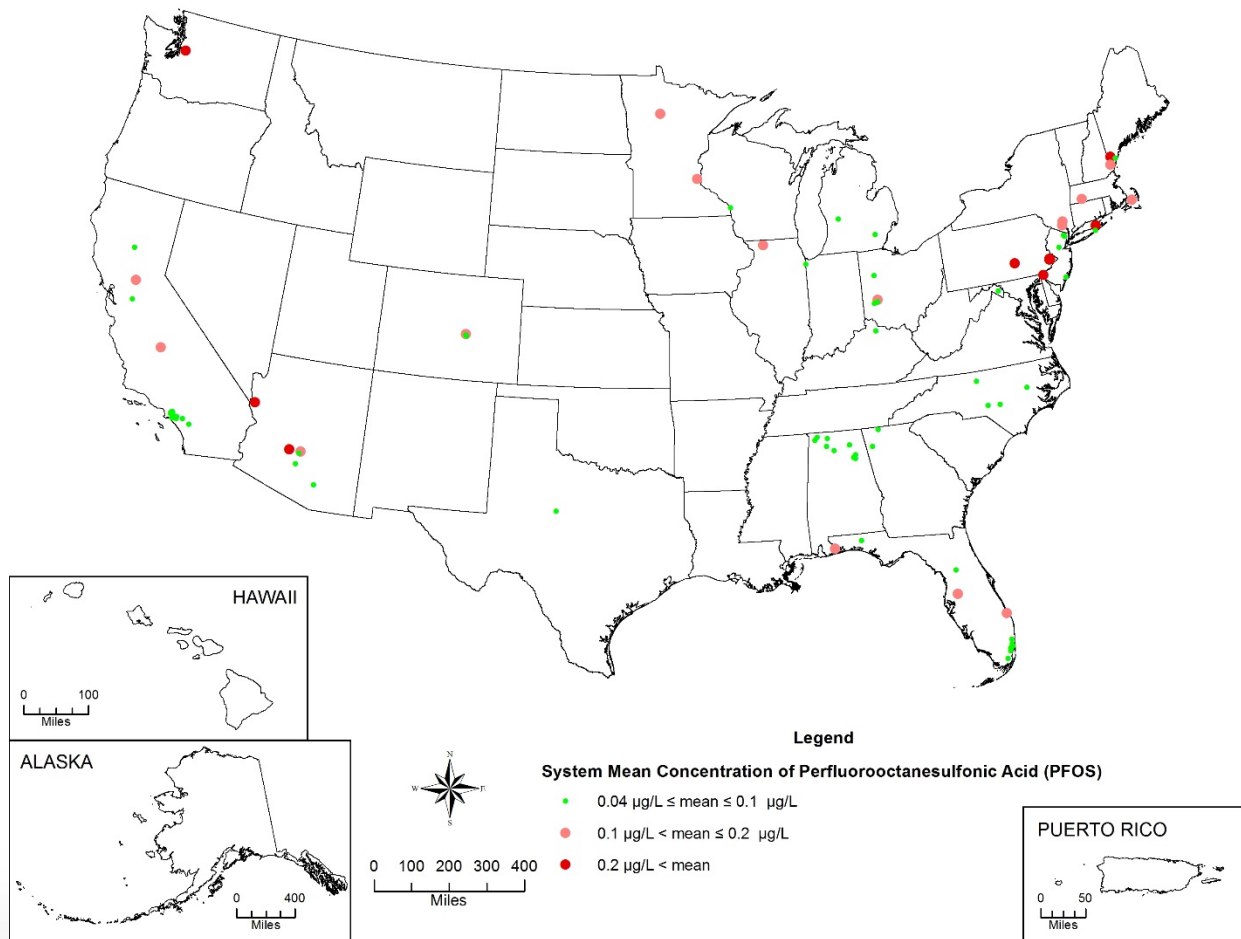 HAWAII
0 100
Miles
ALASKA
0 400
Miles
N
W E
S
0 100 200 300 400
Miles
Legend
System Mean Concentration of Perfluorooctanesulfonic Acid (PFOS)
0.04 µg/L ≤ mean ≤ 0.1 µg/L
0.1 µg/L < mean ≤ 0.2 µg/L
0.2 µg/L < mean
PUERTO RICO
0 50
Miles